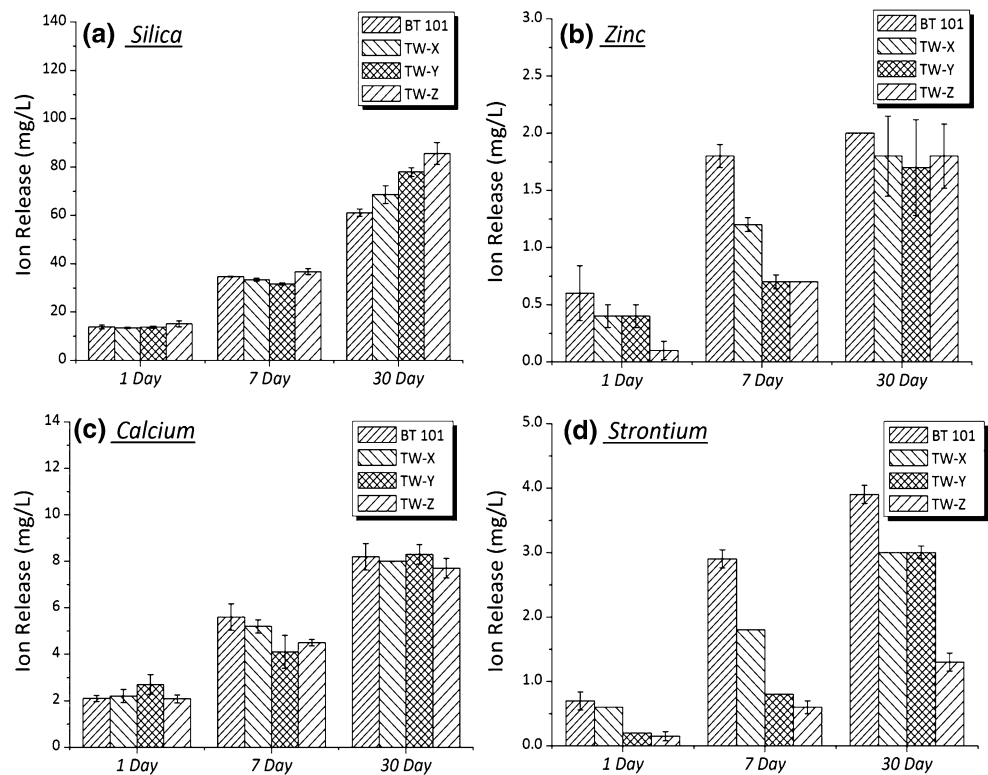 (a) Silica
BT 101
TW-X
TW-Y
TW-Z
Ion Release (mg/L)
140
120
100
80
60
40
20
0
1 Day
7 Day
30 Day
(b) Zinc
BT 101
TW-X
TW-Y
TW-Z
Ion Release (mg/L)
3.0
2.5
2.0
1.5
1.0
0.5
0.0
1 Day
7 Day
30 Day
(c) Calcium
BT 101
TW-X
TW-Y
TW-Z
Ion Release (mg/L)
14
12
10
8
6
4
2
0
1 Day
7 Day
30 Day
(d) Strontium
BT 101
TW-X
TW-Y
TW-Z
Ion Release (mg/L)
5.0
4.0
3.0
2.0
1.0
0.0
1 Day
7 Day
30 Day